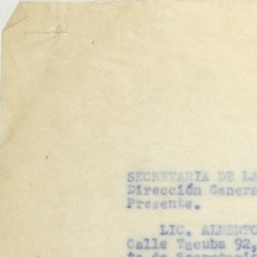 SECRETARIA DE LA
Dirección Genera
Presente.
LIC. ALBERTO
Calle Tacuba 92,